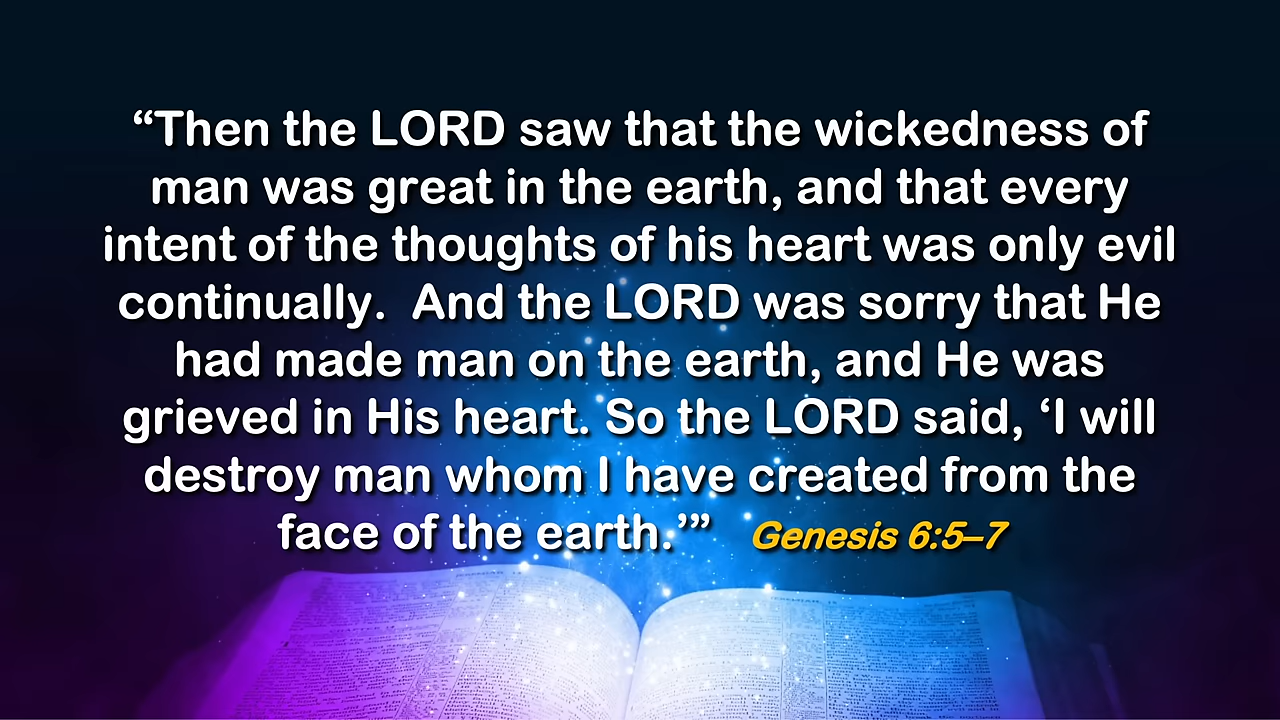 “Then the LORD saw that the wickedness of
man was great in the earth, and that every
intent of the thoughts of his heart was only evil
continually.  And the LORD was sorry that He
had made man on the earth, and He was
grieved in His heart. So the LORD said, ‘I will
destroy man whom I have created from the
face of the earth.’” Genesis 6:5–7